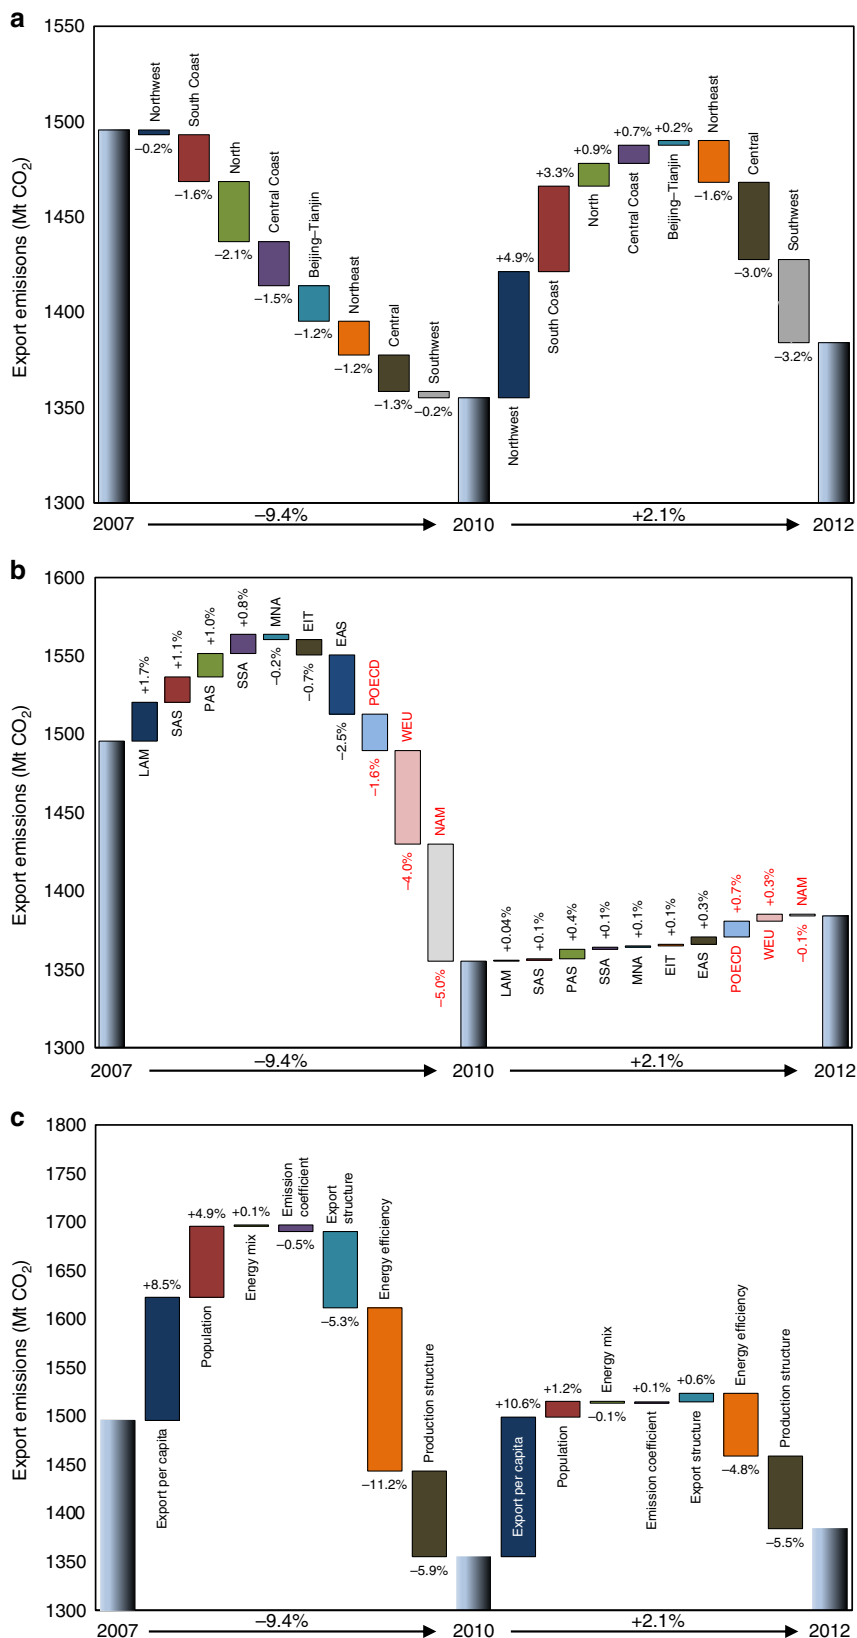 a
Export emisisons (Mt CO2)
1550
1500
1450
1400
1350
1300
Northwest
−0.2%
South Coast
−1.6%
North
−2.1%
Central Coast
−1.5%
Beijing–Tianjin
−1.2%
Northeast
−1.2%
Central
−1.3%
Southwest
−0.2%
+4.9%
Northwest
+3.3%
South Coast
+0.9%
North
+0.7%
Central Coast
+0.2%
Beijing–Tianjin
Northeast
−1.6%
Central
−3.0%
Southwest
−3.2%
2007
−9.4%
2010
+2.1%
2012
b
Export emissions (Mt CO2)
1600
1550
1500
1450
1400
1350
1300
+1.7%
LAM
+1.1%
SAS
+1.0%
PAS
+0.8%
SSA
MNA
−0.2%
EIT
−0.7%
EAS
−2.5%
POECD
−1.6%
WEU
−4.0%
NAM
−5.0%
+0.04%
LAM
+0.1%
SAS
+0.4%
PAS
+0.1%
SSA
+0.1%
MNA
+0.1%
EIT
+0.3%
EAS
+0.7%
POECD
+0.3%
WEU
NAM
−0.1%
2007
−9.4%
2010
+2.1%
2012
c
Export emissions (Mt CO2)
1800
1750
1700
1650
1600
1550
1500
1450
1400
1350
1300
+8.5%
Export per capita
+4.9%
Population
+0.1%
Energy mix
Emission
coefficient
−0.5%
Export
structure
−5.3%
Energy efficiency
−11.2%
Production structure
−5.9%
+10.6%
Export per capita
+1.2%
Population
Energy mix
−0.1%
+0.1%
Emission coefficient
+0.6%
Export structure
Energy efficiency
−4.8%
Production structure
−5.5%
2007
−9.4%
2010
+2.1%
2012